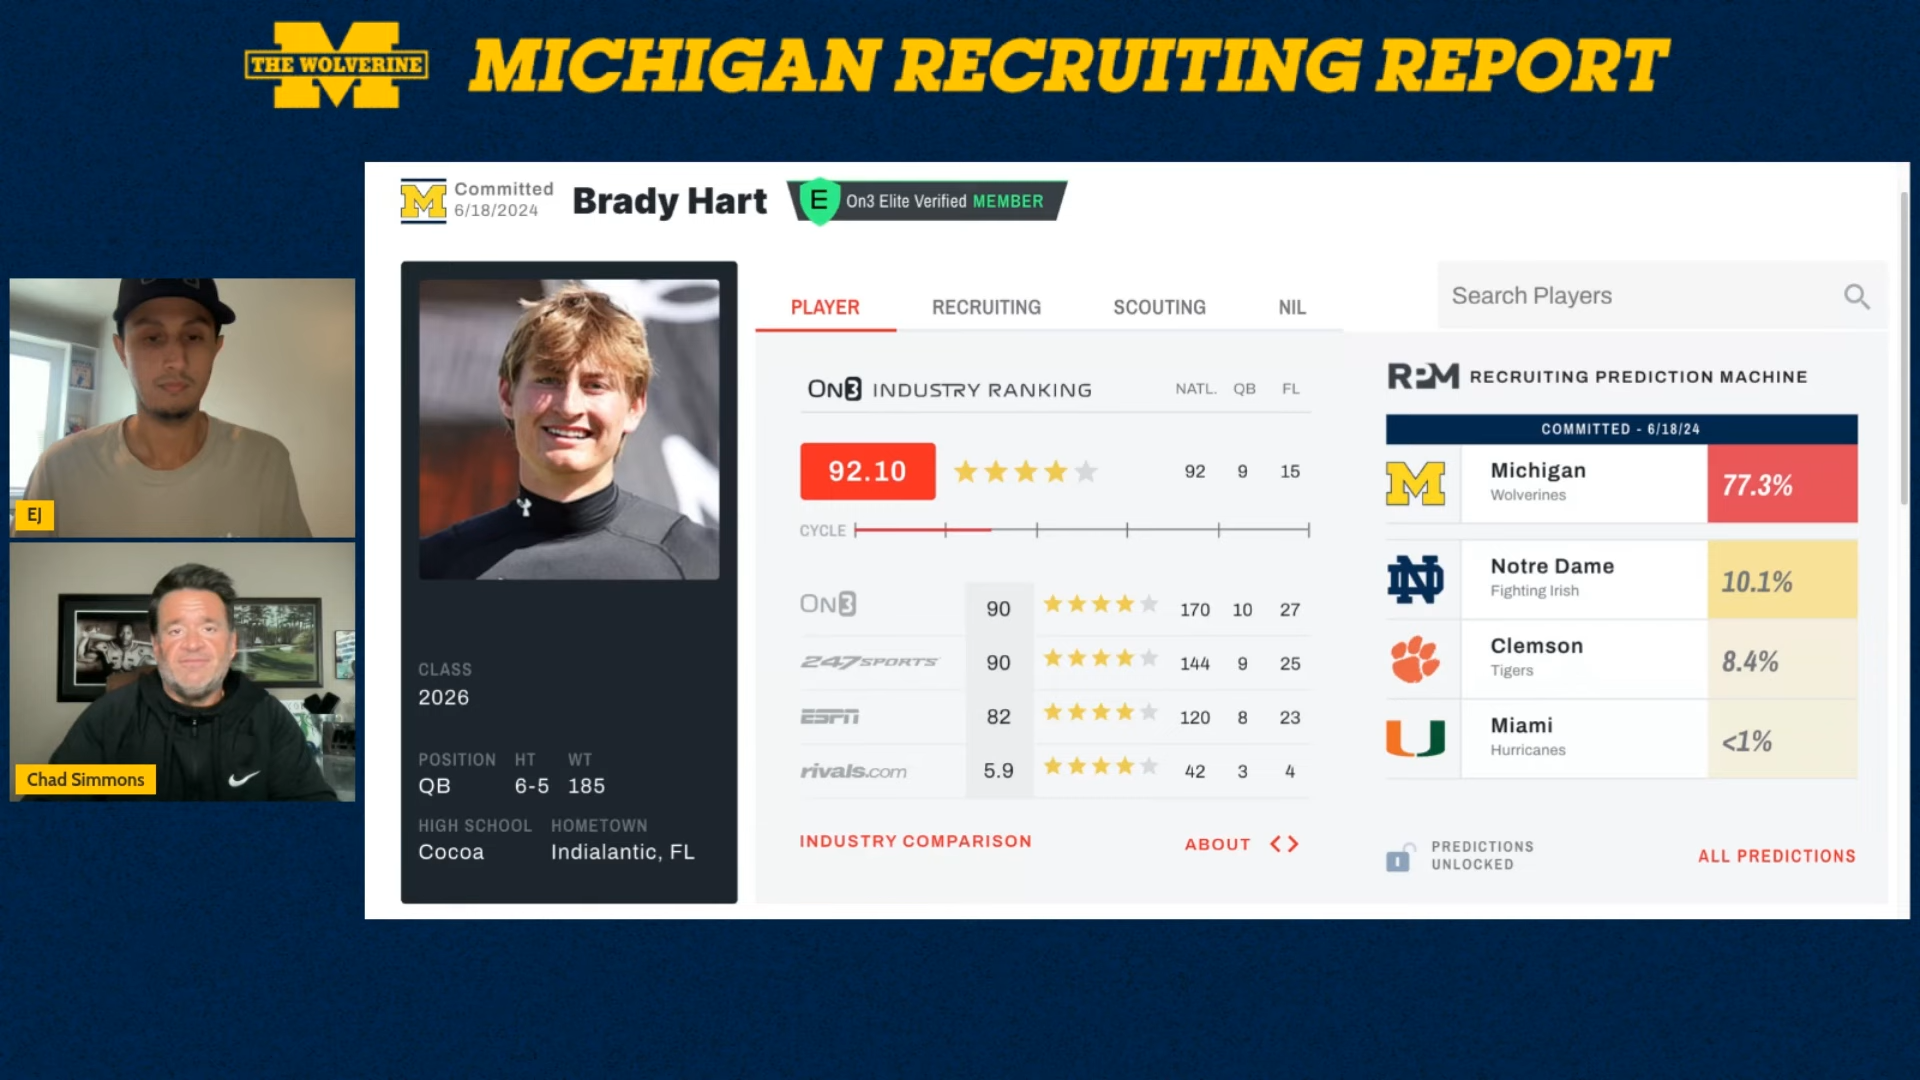 THE WOLVERINE
MICHIGAN RECRUITING REPORT
Committed
6/18/2024
Brady Hart
E
On3 Elite Verified MEMBER
PLAYER RECRUITING SCOUTING NIL
Search Players
ON3 INDUSTRY RANKING NATL. QB FL
92.10 92 9 15
CYCLE
ON3 90 170 10 27
247SPORTS 90 144 9 25
ESPN 82 120 8 23
rivals.com 5.9 42 3 4
INDUSTRY COMPARISON ABOUT
RPM RECRUITING PREDICTION MACHINE
COMMITTED - 6/18/24
Michigan
Wolverines
77.3%
Notre Dame
Fighting Irish
10.1%
Clemson
Tigers
8.4%
Miami
Hurricanes
<1%
PREDICTIONS
UNLOCKED
ALL PREDICTIONS
CLASS
2026
POSITION HT WT
QB 6-5 185
HIGH SCHOOL HOMETOWN
Cocoa Indialantic, FL
EJ
Chad Simmons